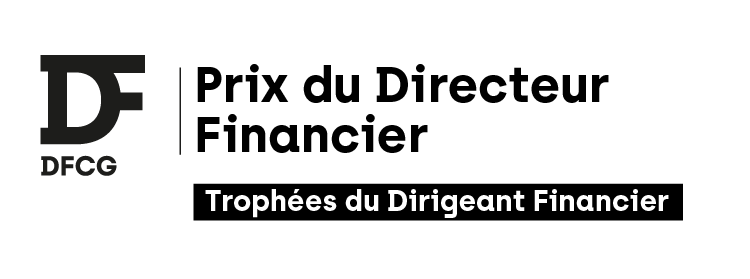 DF
DFCG
Prix du Directeur
Financier
Trophées du Dirigeant Financier